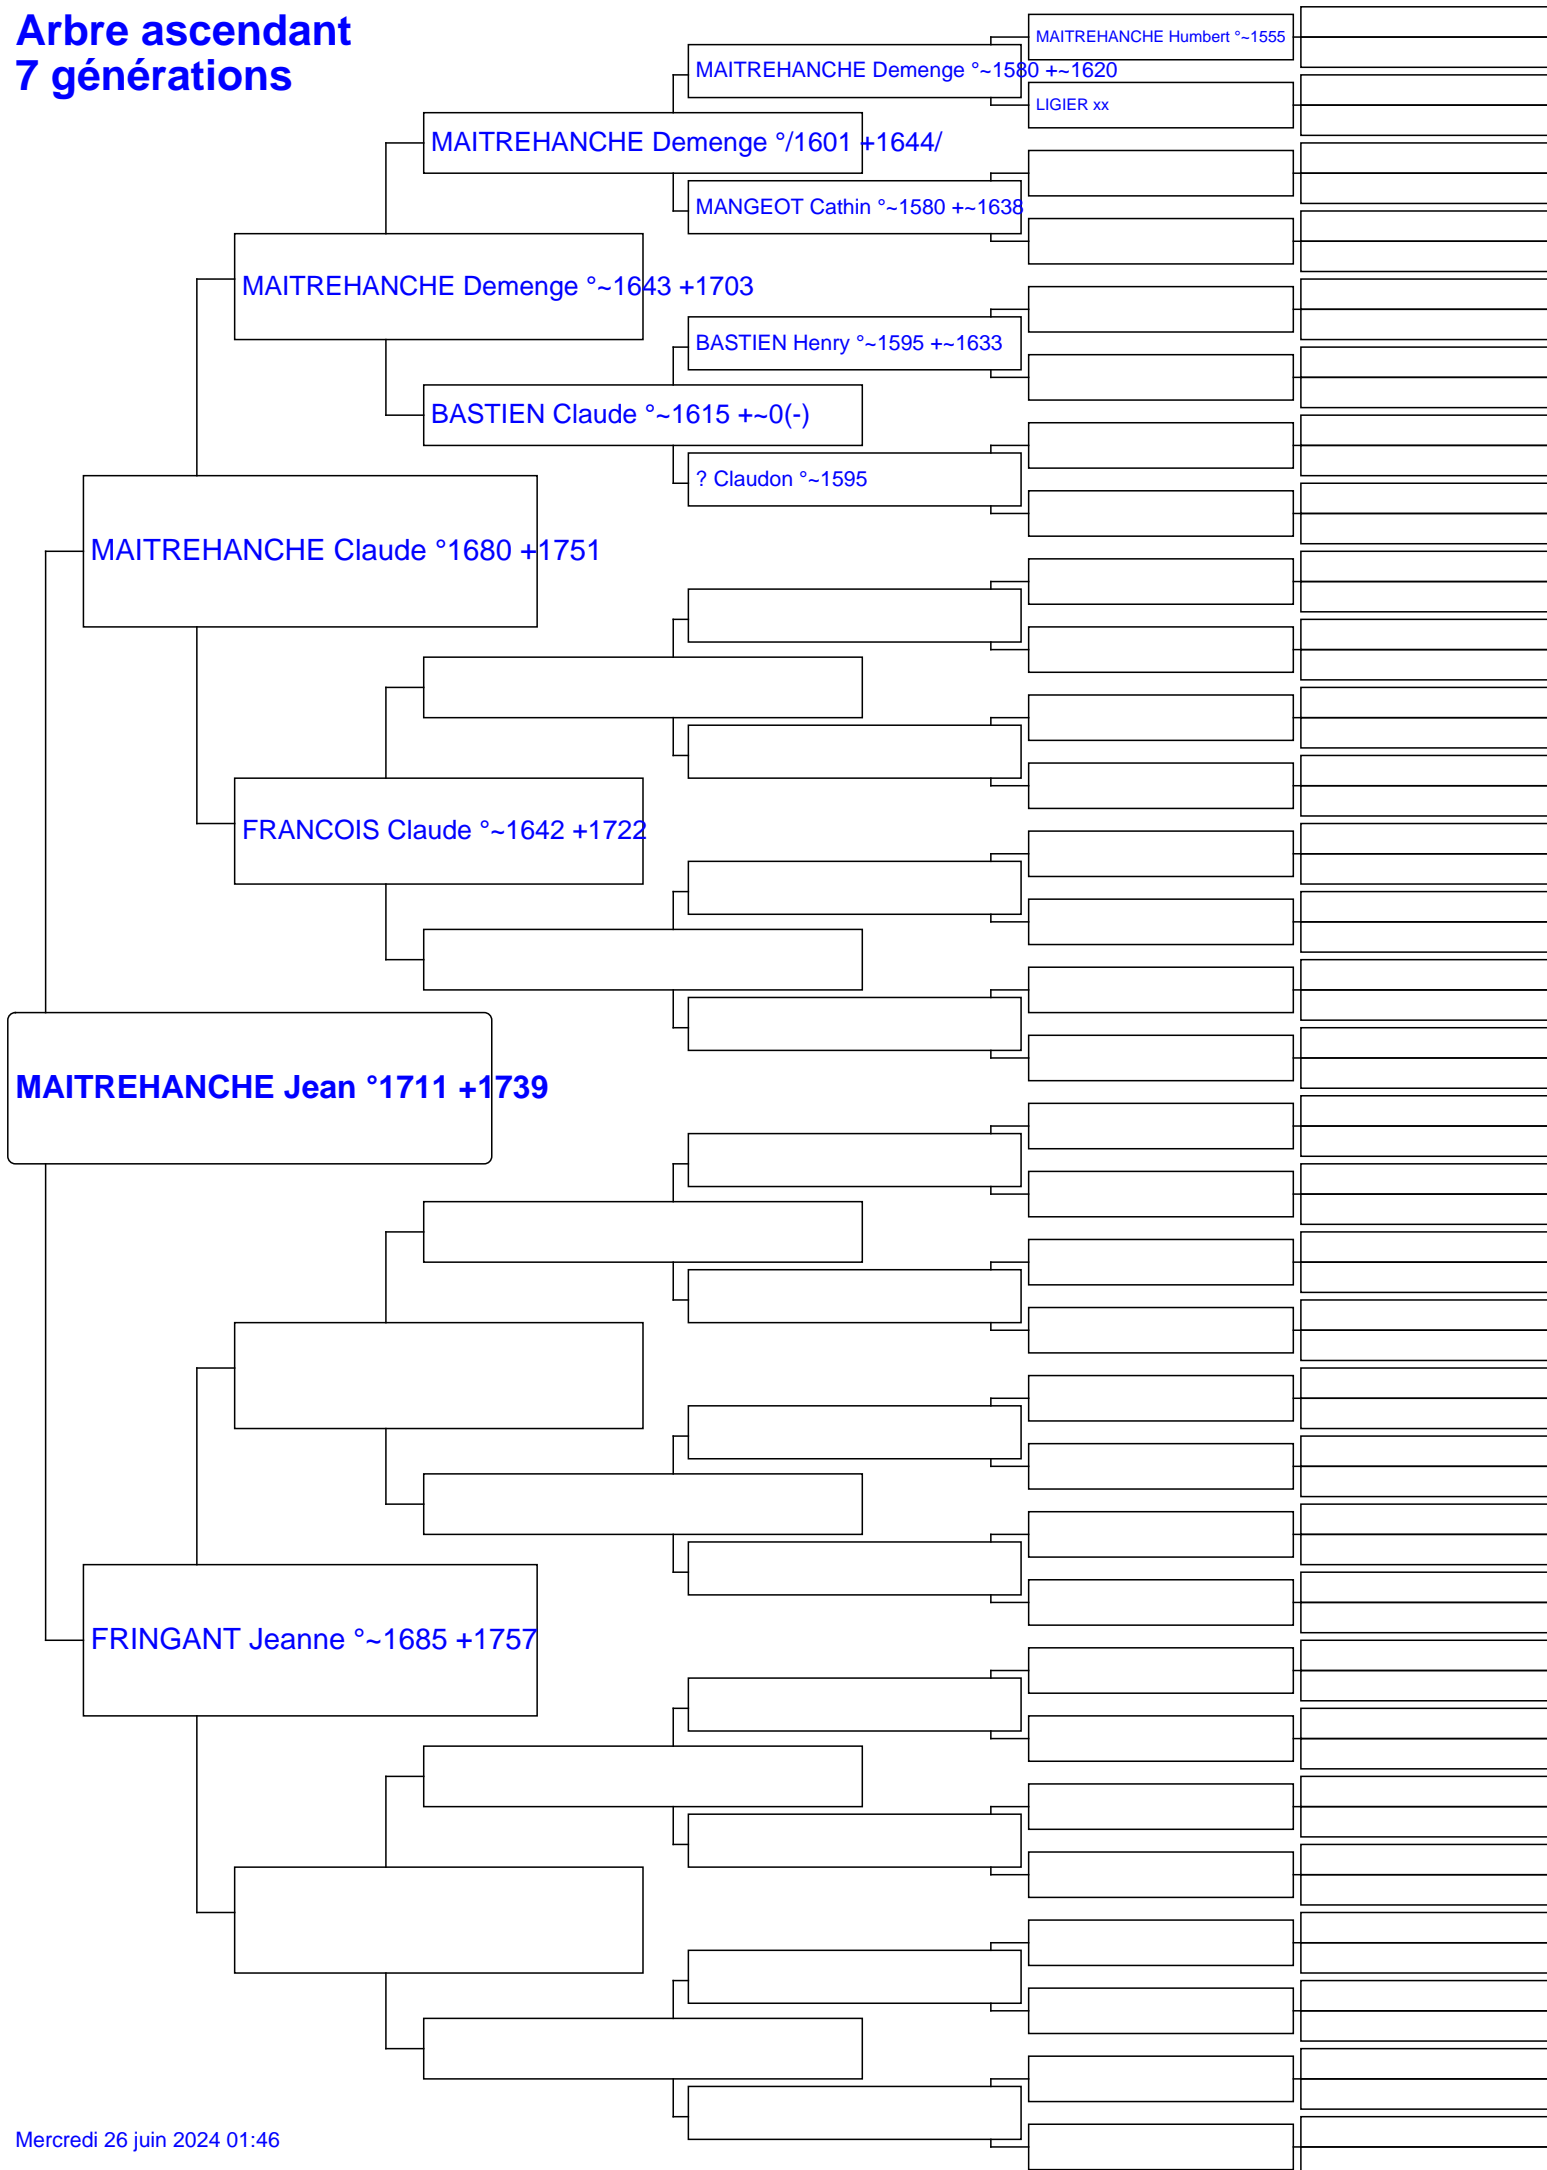 Arbre ascendant
7 générations
MAITREHANCHE Humbert °~1555
MAITREHANCHE Demenge °~1580 +~1620
LIGIER xx
MAITREHANCHE Demenge °/1601 +1644/
MANGEOT Cathin °~1580 +~1638
MAITREHANCHE Demenge °~1643 +1703
BASTIEN Henry °~1595 +~1633
BASTIEN Claude °~1615 +~0(-)
? Claudon °~1595
MAITREHANCHE Claude °1680 +1751
FRANCOIS Claude °~1642 +1722
MAITREHANCHE Jean °1711 +1739
FRINGANT Jeanne °~1685 +1757
Mercredi 26 juin 2024 01:46